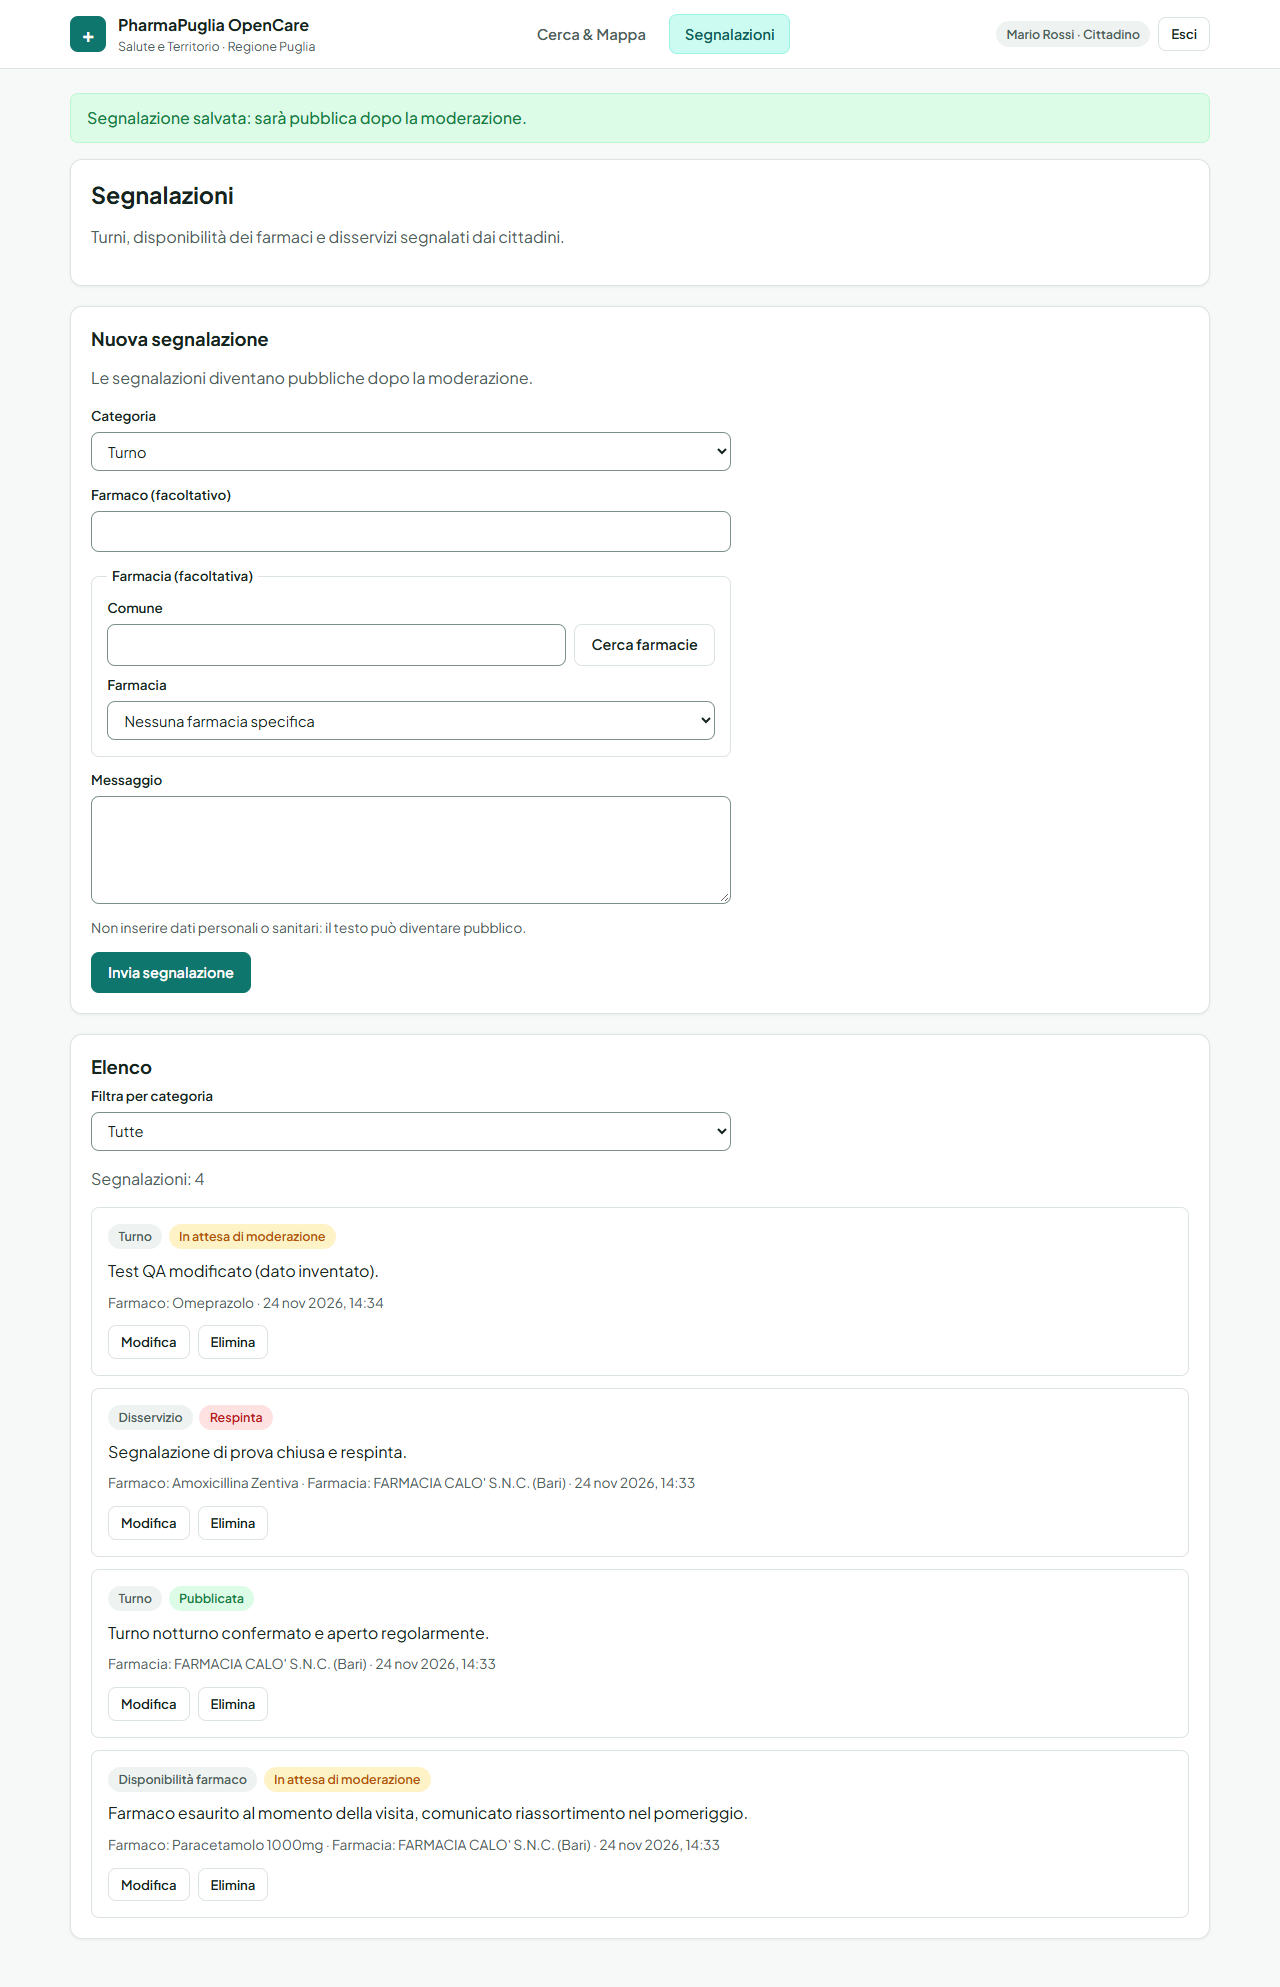 +
PharmaPuglia OpenCare
Salute e Territorio · Regione Puglia
Cerca & Mappa
Segnalazioni
Mario Rossi · Cittadino
Esci
Segnalazione salvata: sarà pubblica dopo la moderazione.
Segnalazioni
Turni, disponibilità dei farmaci e disservizi segnalati dai cittadini.
Nuova segnalazione
Le segnalazioni diventano pubbliche dopo la moderazione.
Categoria
Turno
Farmaco (facoltativo)
Farmacia (facoltativa)
Comune
Cerca farmacie
Farmacia
Nessuna farmacia specifica
Messaggio
Non inserire dati personali o sanitari: il testo può diventare pubblico.
Invia segnalazione
Elenco
Filtra per categoria
Tutte
Segnalazioni: 4
Turno In attesa di moderazione
Test QA modificato (dato inventato).
Farmaco: Omeprazolo · 24 nov 2026, 14:34
Modifica Elimina
Disservizio Respinta
Segnalazione di prova chiusa e respinta.
Farmaco: Amoxicillina Zentiva · Farmacia: FARMACIA CALO' S.N.C. (Bari) · 24 nov 2026, 14:33
Modifica Elimina
Turno Pubblicata
Turno notturno confermato e aperto regolarmente.
Farmacia: FARMACIA CALO' S.N.C. (Bari) · 24 nov 2026, 14:33
Modifica Elimina
Disponibilità farmaco In attesa di moderazione
Farmaco esaurito al momento della visita, comunicato riassortimento nel pomeriggio.
Farmaco: Paracetamolo 1000mg · Farmacia: FARMACIA CALO' S.N.C. (Bari) · 24 nov 2026, 14:33
Modifica Elimina